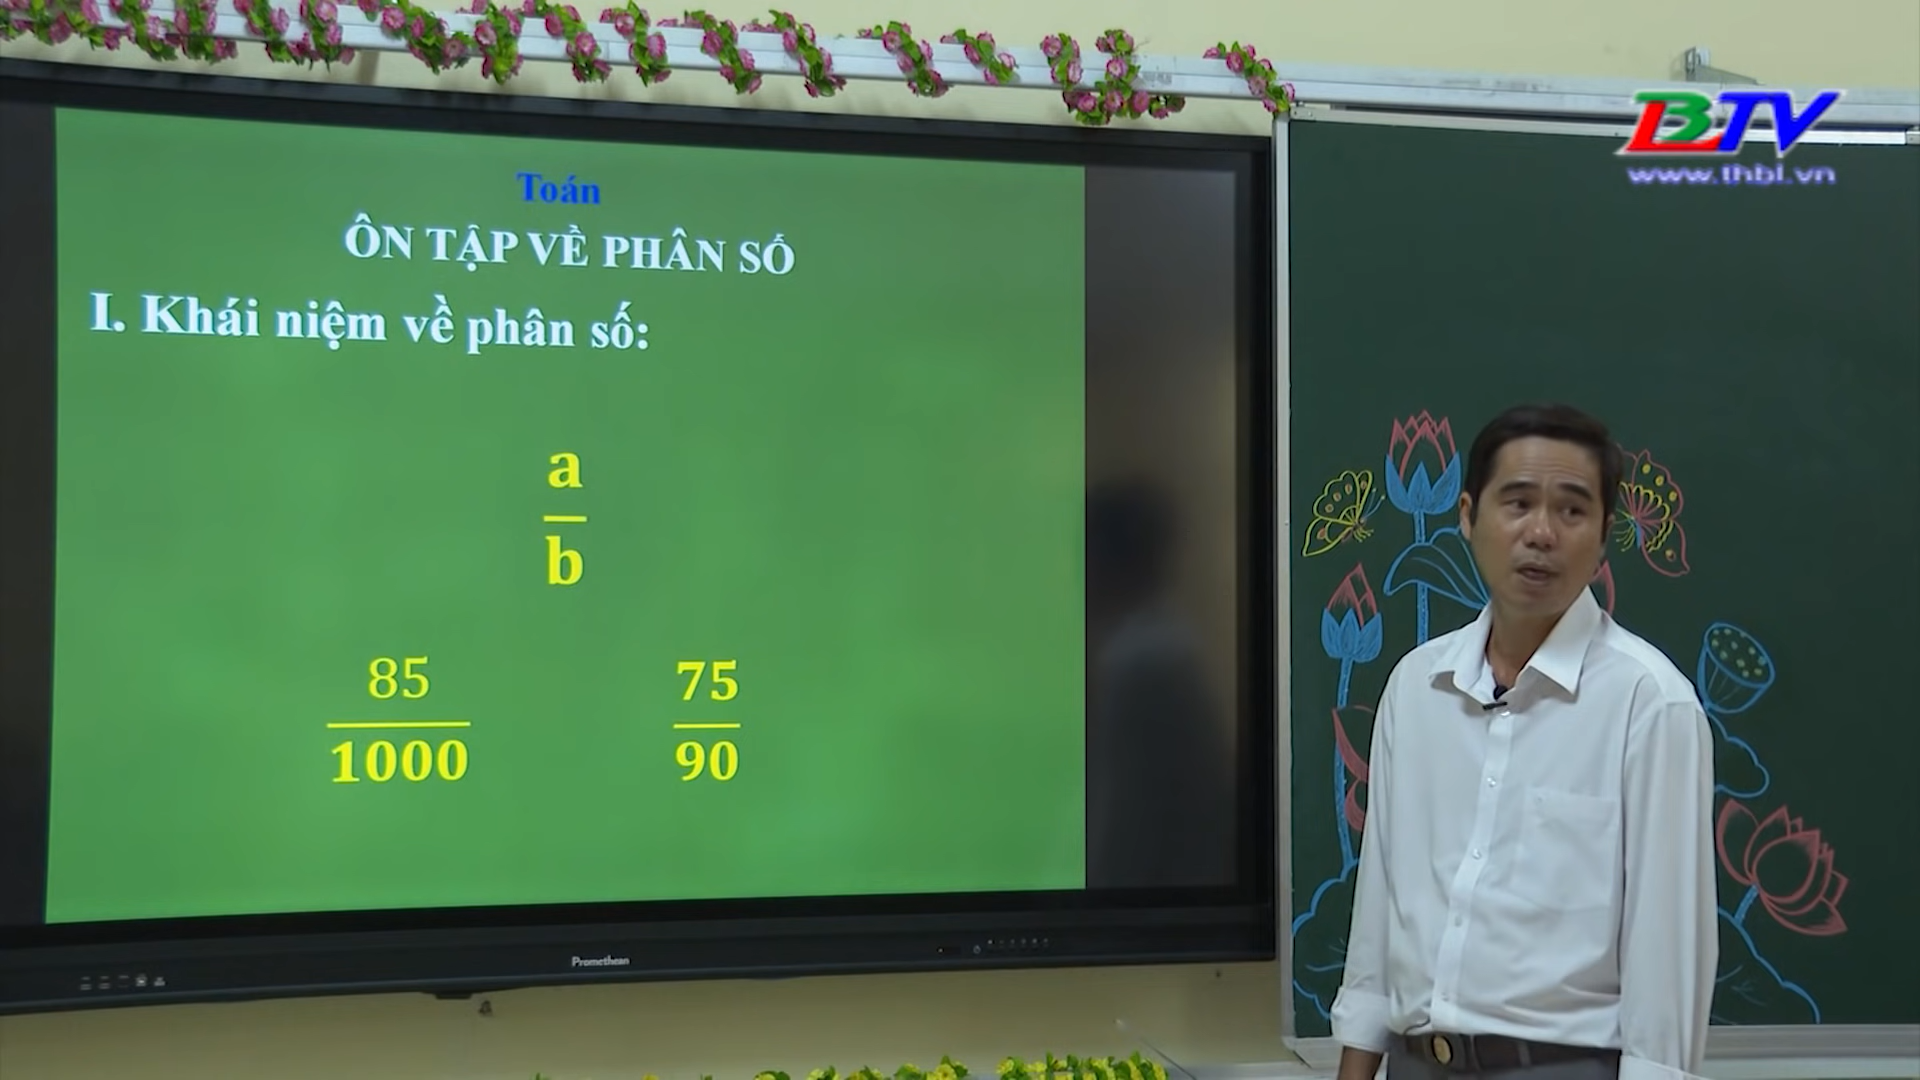 BTV
www.thbl.vn
Toán
ÔN TẬP VỀ PHÂN SỐ
I. Khái niệm về phân số:
a
b
85
1000
75
90
Promethean